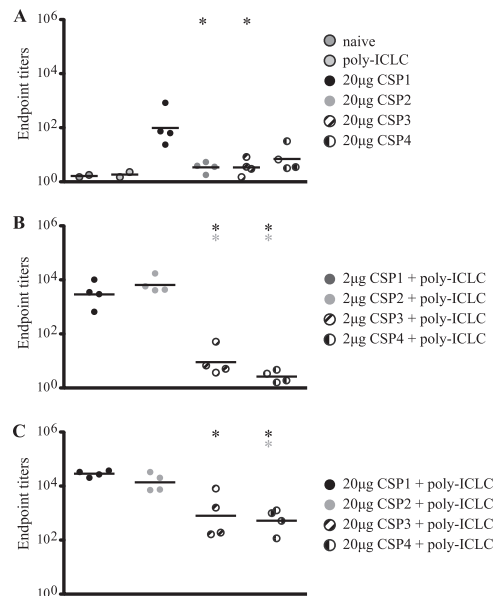 A
Endpoint titers
10⁶
10⁴
10²
10⁰
* *
naive
poly-ICLC
20μg CSP1
20μg CSP2
20μg CSP3
20μg CSP4
B
Endpoint titers
10⁶
10⁴
10²
10⁰
* *
* *
2μg CSP1 + poly-ICLC
2μg CSP2 + poly-ICLC
2μg CSP3 + poly-ICLC
2μg CSP4 + poly-ICLC
C
Endpoint titers
10⁶
10⁴
10²
10⁰
* *
*
20μg CSP1 + poly-ICLC
20μg CSP2 + poly-ICLC
20μg CSP3 + poly-ICLC
20μg CSP4 + poly-ICLC